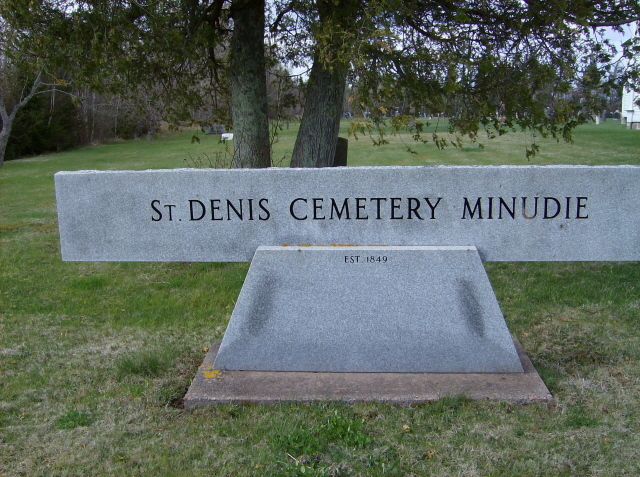 ST. DENIS CEMETERY MINUDIE
EST. 1849